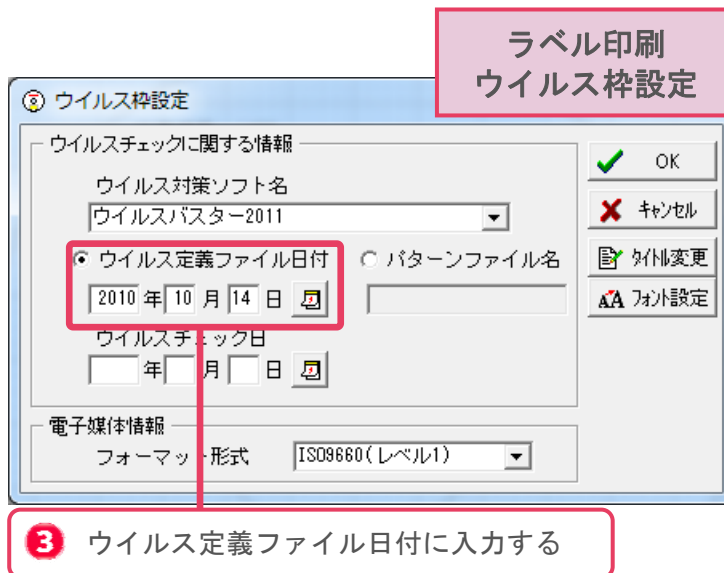 ラベル印刷
ウイルス枠設定
ウイルス枠設定
ウイルスチェックに関する情報
ウイルス対策ソフト名
ウイルスバスター2011
ウイルス定義ファイル日付
パターンファイル名
2010 年 10 月 14 日
ウイルスチェック日
年 月 日
電子媒体情報
フォーマット形式 ISO9660(レベル1)
OK
キャンセル
タイトル変更
フォント設定
3 ウイルス定義ファイル日付に入力する